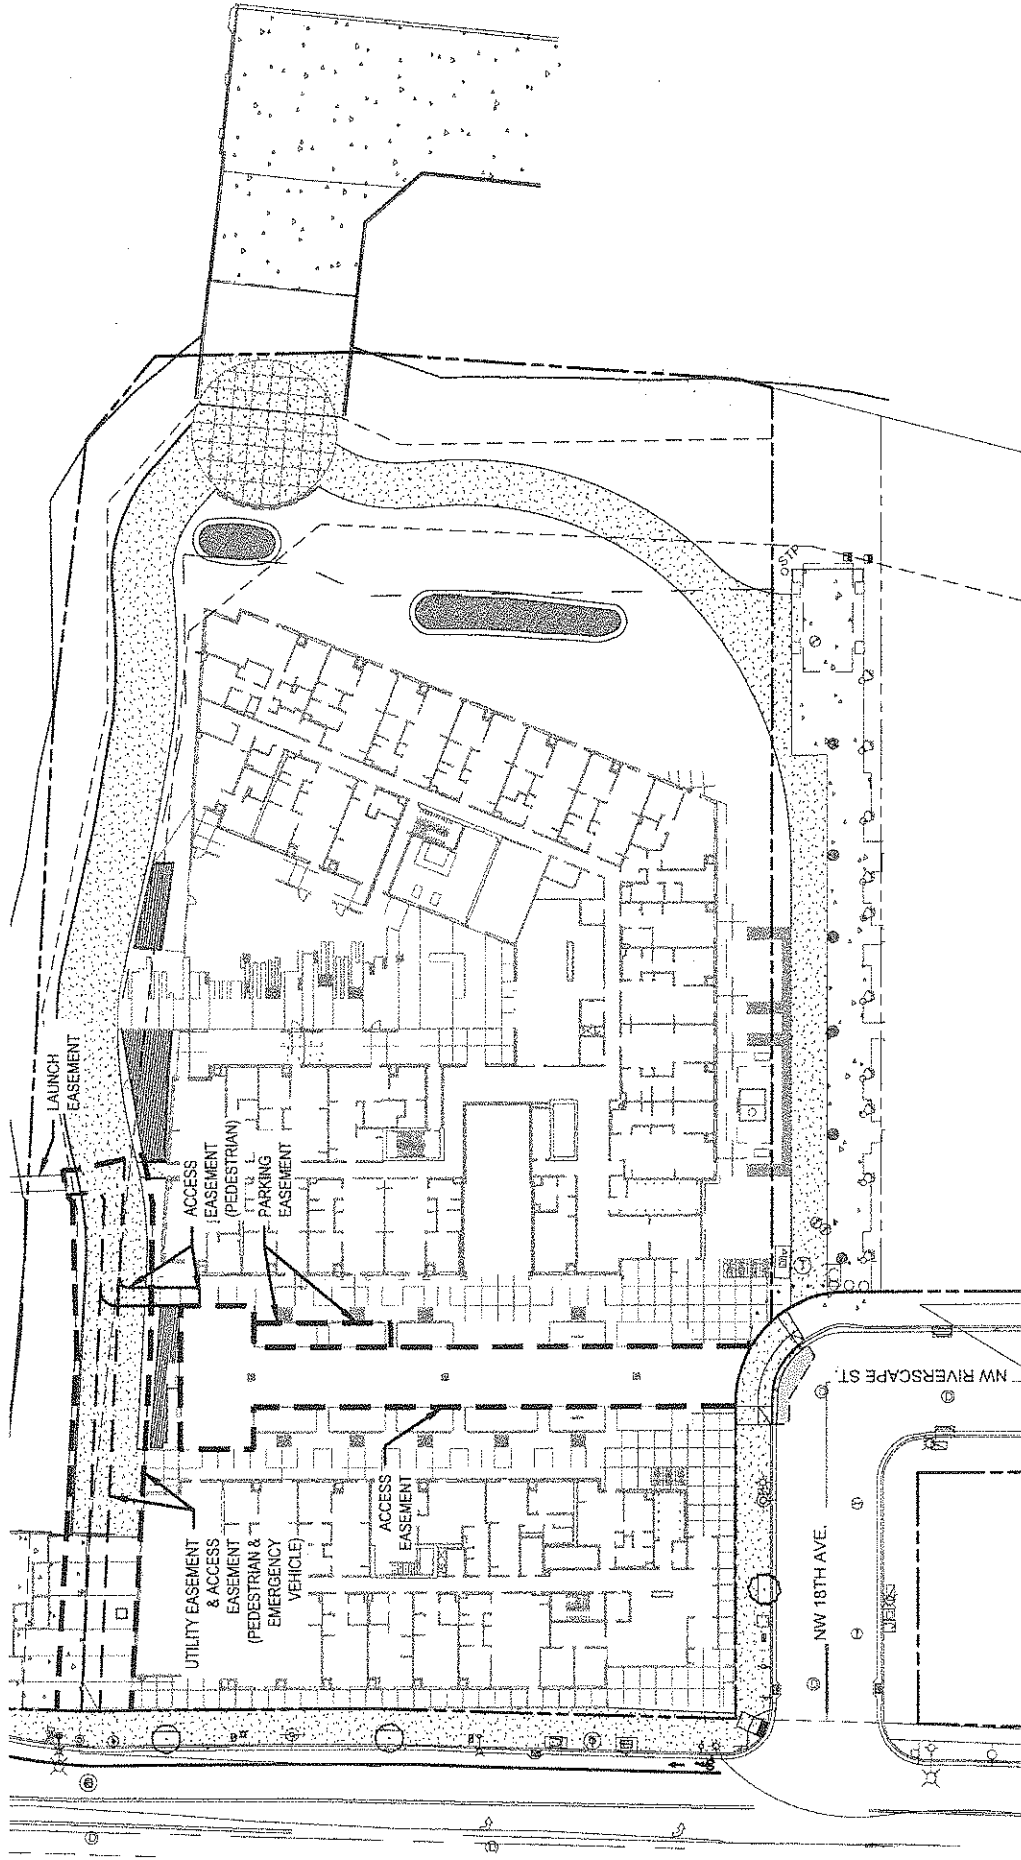 LAUNCH
EASEMENT
ACCESS
EASEMENT
(PEDESTRIAN)
PARKING
EASEMENT
UTILITY EASEMENT
& ACCESS
EASEMENT
(PEDESTRIAN &
EMERGENCY
VEHICLE)
ACCESS
EASEMENT
STP
NW RIVERSCAPE ST.
NW 18TH AVE.